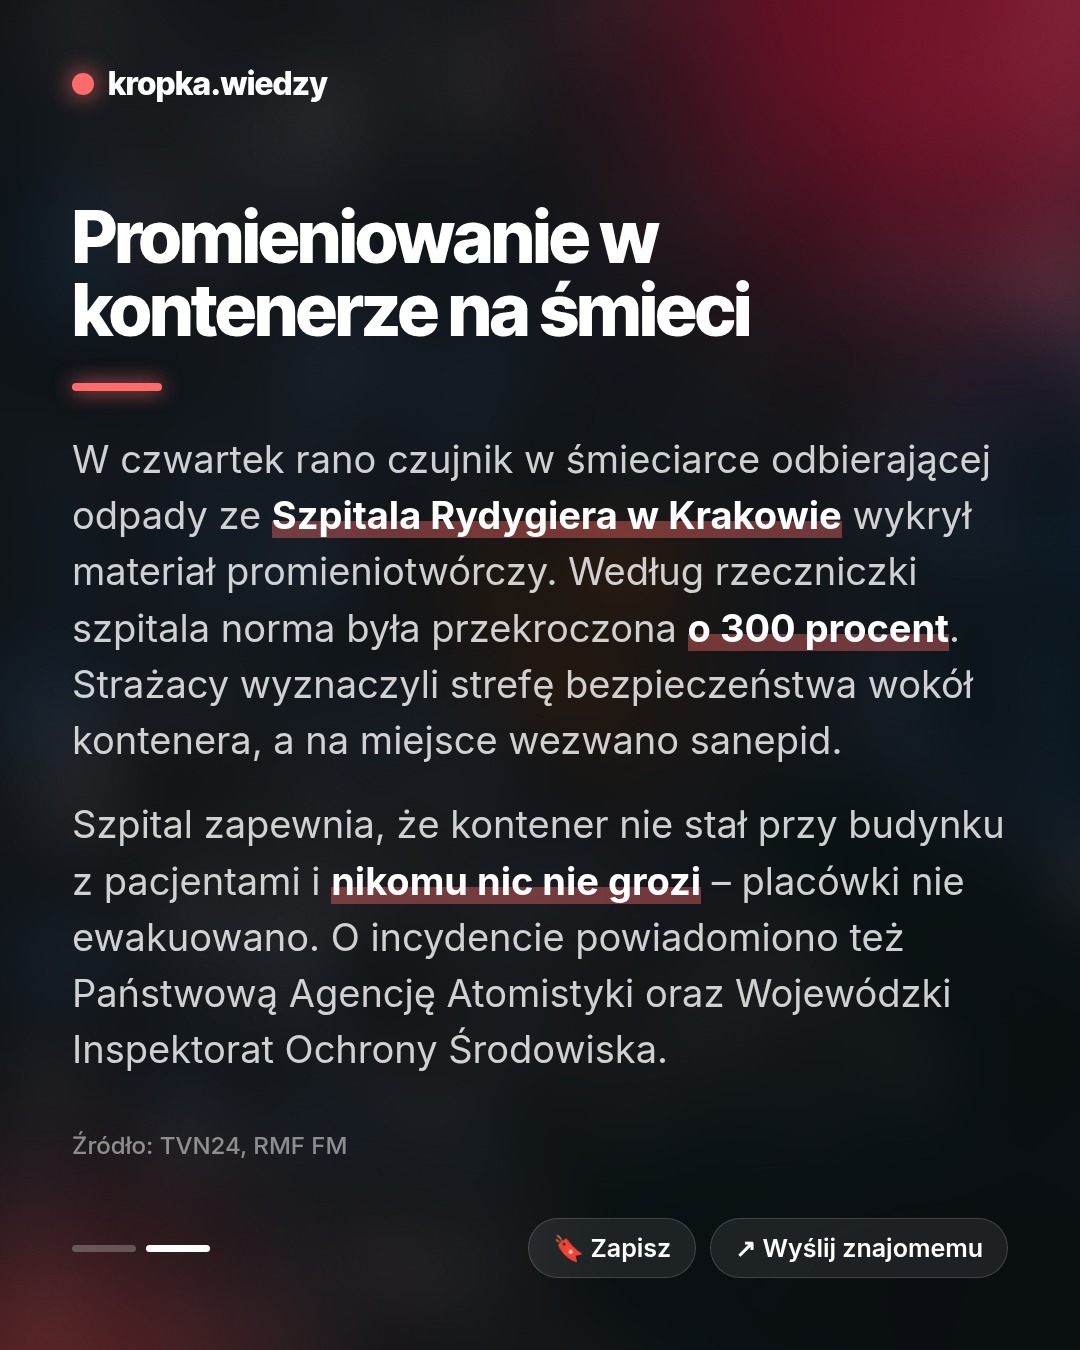 kropka.wiedzy
Promieniowanie w
kontenerze na śmieci
W czwartek rano czujnik w śmieciarce odbierającej
odpady ze Szpitala Rydygiera w Krakowie wykrył
materiał promieniotwórczy. Według rzeczniczki
szpitala norma była przekroczona o 300 procent.
Strażacy wyznaczyli strefę bezpieczeństwa wokół
kontenera, a na miejsce wezwano sanepid.
Szpital zapewnia, że kontener nie stał przy budynku
z pacjentami i nikomu nic nie grozi – placówki nie
ewakuowano. O incydencie powiadomiono też
Państwową Agencję Atomistyki oraz Wojewódzki
Inspektorat Ochrony Środowiska.
Źródło: TVN24, RMF FM
🔖 Zapisz
↗ Wyślij znajomemu